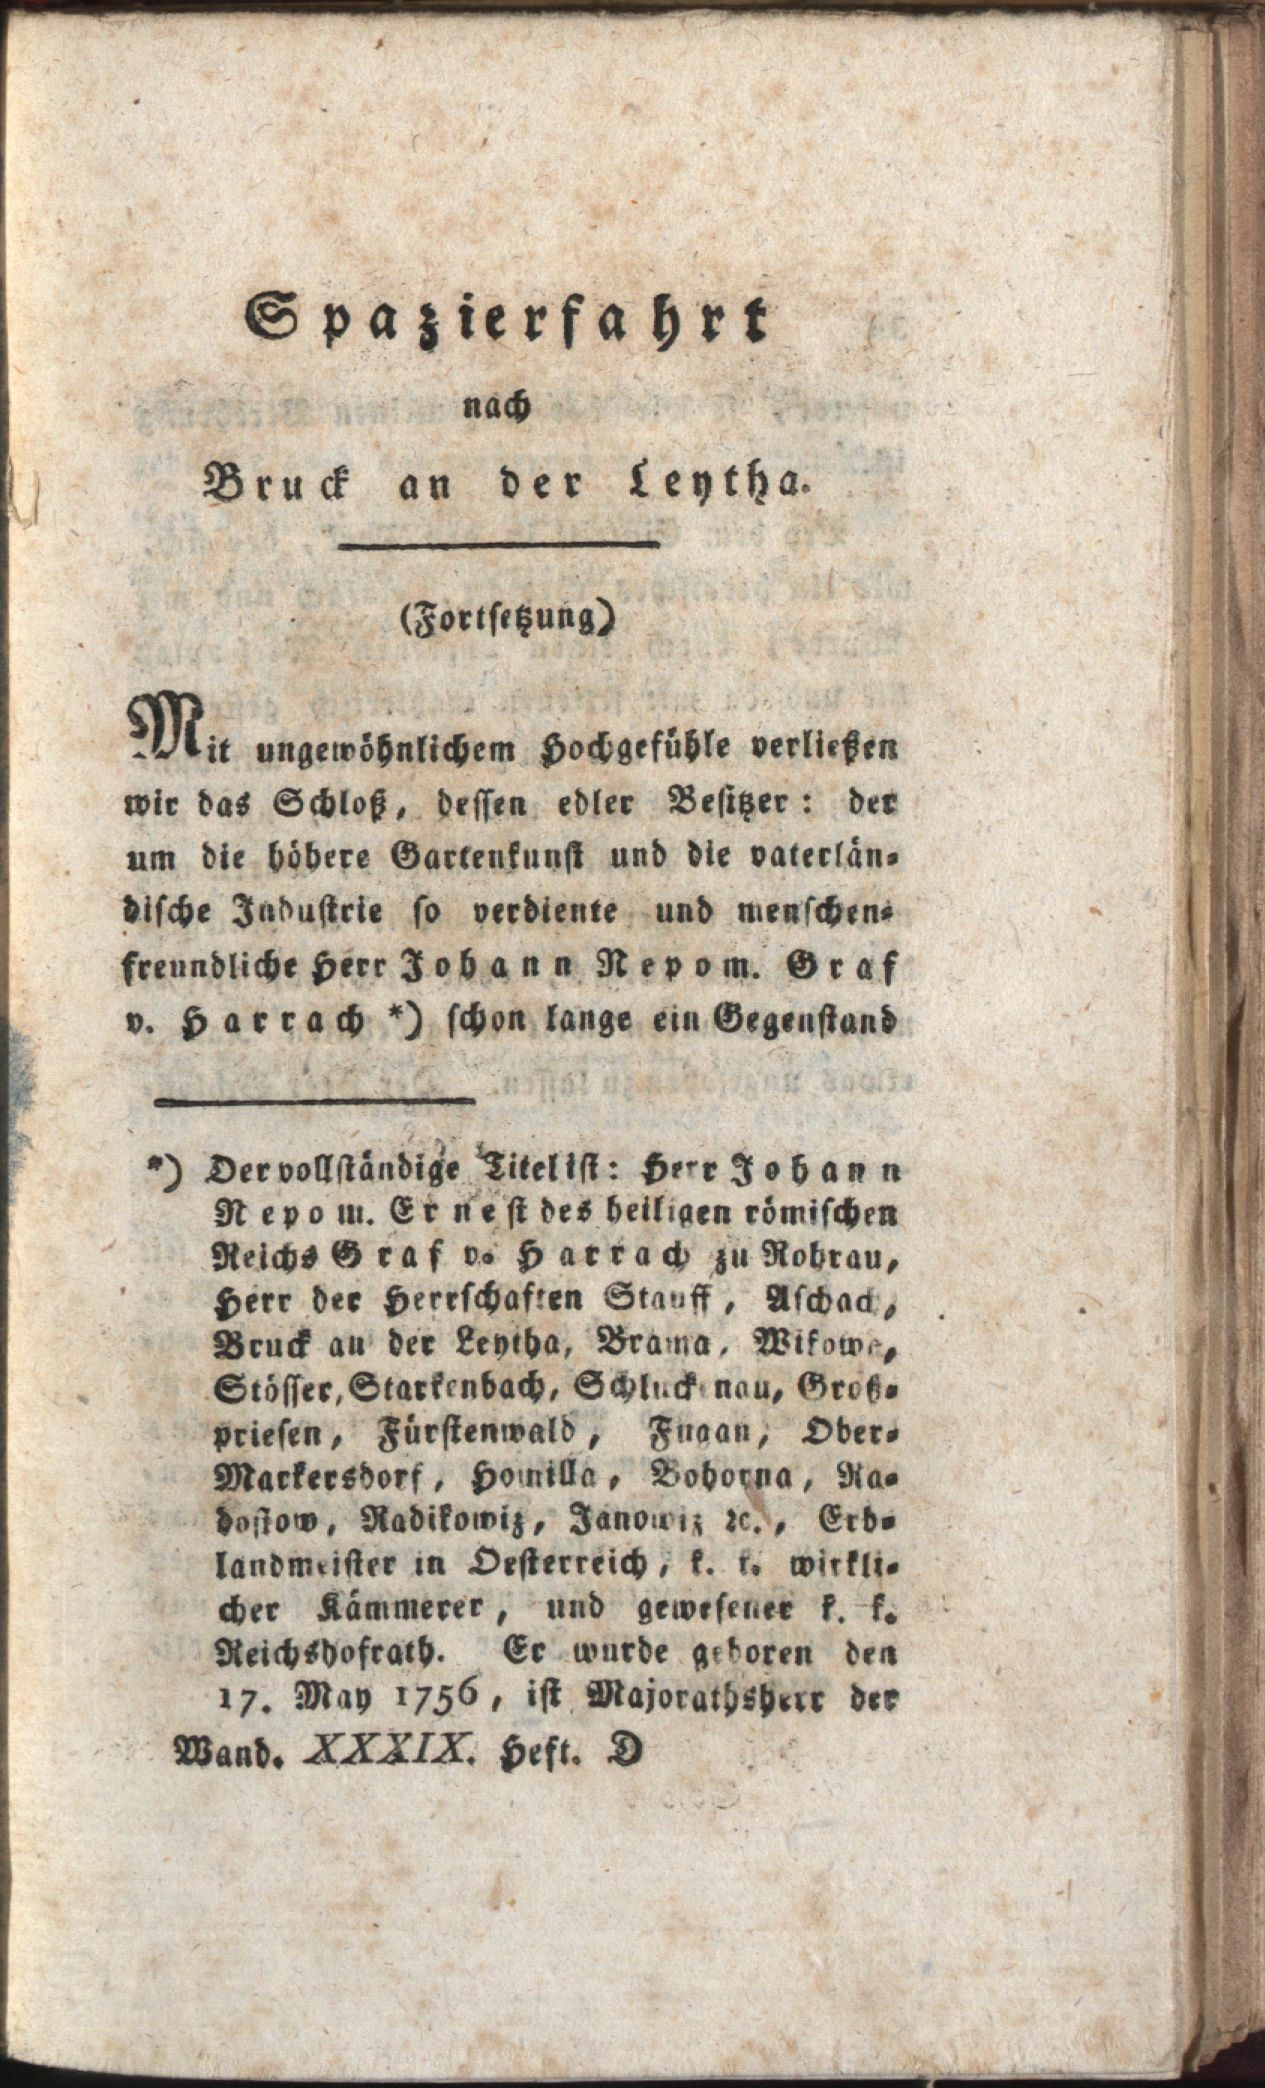 Spazierfahrt
nach
Bruck an der Leytha.
(Fortsetzung)
Mit ungewöhnlichem Hochgefühle verließen
wir das Schloß, dessen edler Besitzer: der
um die höhere Gartenkunst und die vaterlän-
dische Industrie so verdiente und menschen-
freundliche Herr Johann Nepom. Graf
v. Harrach *) schon lange ein Gegenstand
*) Der vollständige Titel ist: Herr Johann
Nepom. Ernest des heiligen römischen
Reichs Graf v. Harrach zu Rohrau,
Herr der Herrschaften Stauff, Aschach,
Bruck an der Leytha, Brama, Wikowe,
Stösser, Starkenbach, Schluckenau, Groß-
priesen, Fürstenwald, Fugau, Ober-
Markersdorf, Homilla, Bohorna, Ra-
dostow, Radikowiz, Janowiz ꝛc., Erb-
landmeister in Oesterreich, k. k. wirkli-
cher Kämmerer, und gewesener k. k.
Reichshofrath. Er wurde geboren den
17. May 1756, ist Majorathsherr der
Wand. XXXIX. Heft. D